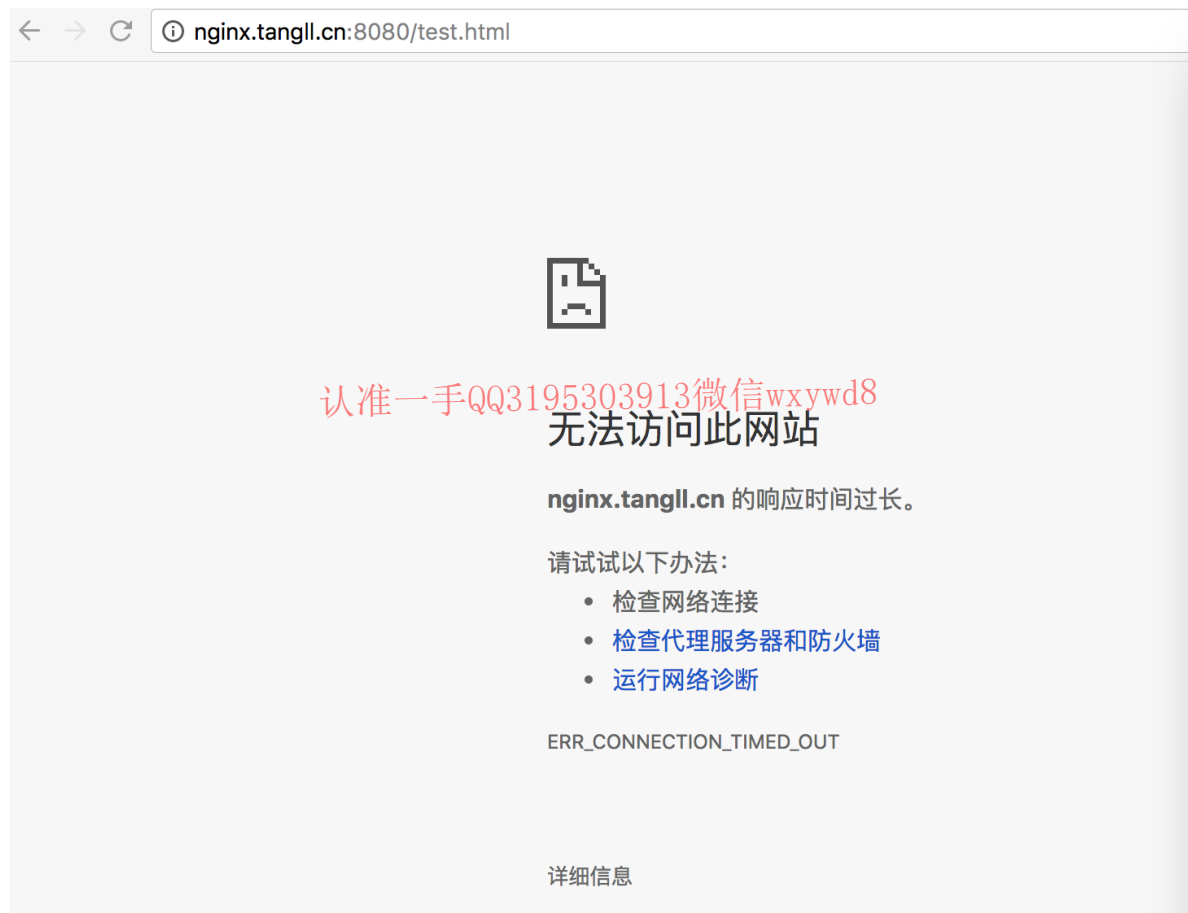 nginx.tangll.cn:8080/test.html
认准一手QQ3195303913微信wxywd8
无法访问此网站
nginx.tangll.cn 的响应时间过长。
请试试以下办法：
• 检查网络连接
• 检查代理服务器和防火墙
• 运行网络诊断
ERR_CONNECTION_TIMED_OUT
详细信息